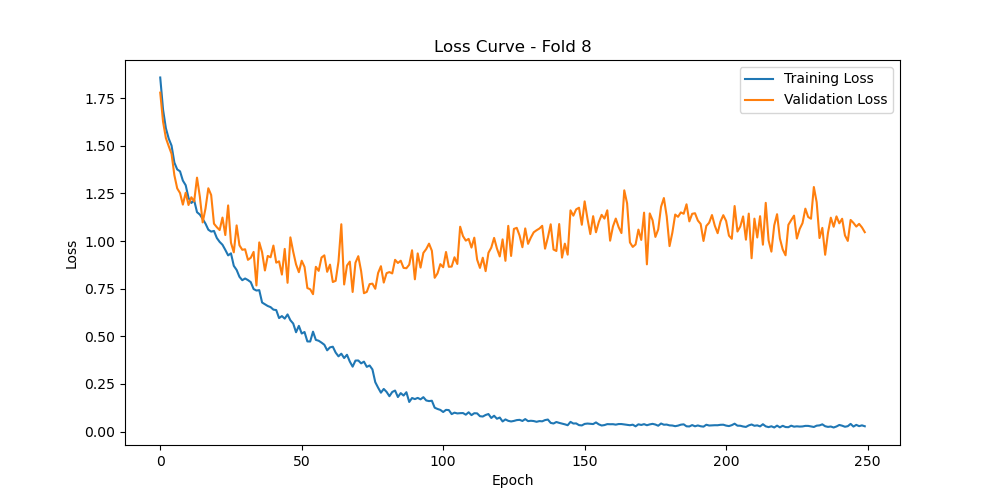 Loss Curve - Fold 8
Training Loss
Validation Loss
Loss
1.75
1.50
1.25
1.00
0.75
0.50
0.25
0.00
0 50 100 150 200 250
Epoch